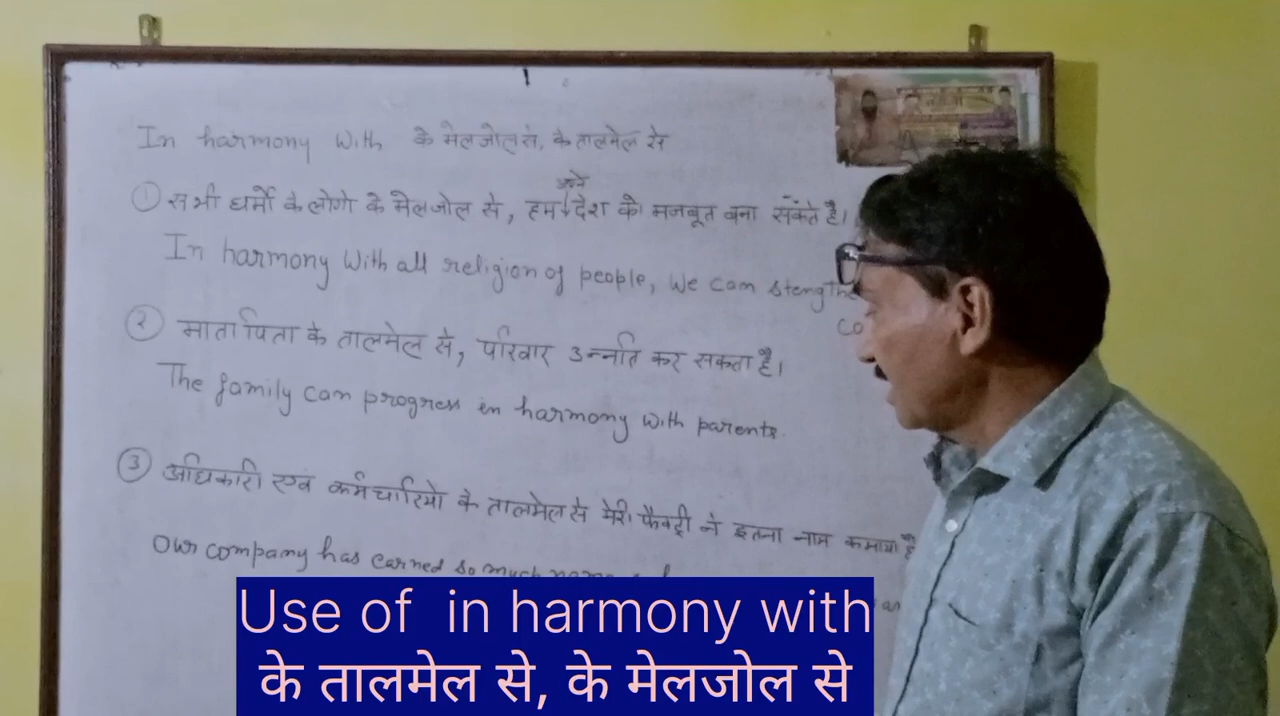 In harmony with के मेलजोल से, के तालमेल से
① सभी धर्मो के लोगो के मेलजोल से, हम अपने देश को मजबूत बना सकते है।
In harmony with all religion of people, We can stengthe
co
② माता पिता के तालमेल से, परिवार उन्नति कर सकता है।
The family can progress in harmony with parents.
③ अधिकारी एवं कर्मचारियो के तालमेल से मेरी फैक्ट्री ने इतना नाम कमाया है
Our company has earned so much name
Use of in harmony with
के तालमेल से, के मेलजोल से